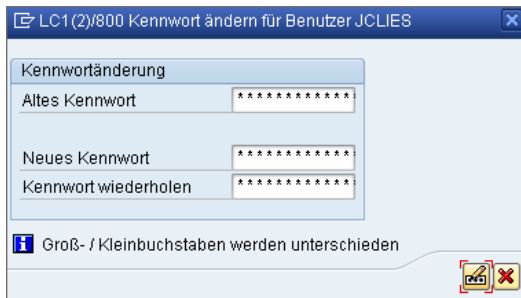 LC1(2)/800 Kennwort ändern für Benutzer JCLIES
Kennwortänderung
Altes Kennwort ************
Neues Kennwort ************
Kennwort wiederholen ************
Groß- / Kleinbuchstaben werden unterschieden